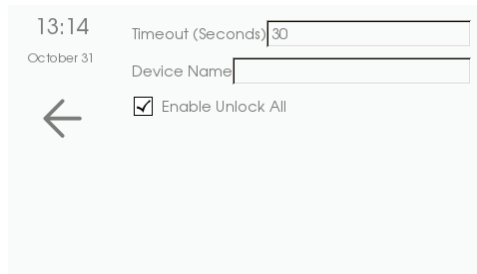 13:14
October 31
Timeout (Seconds) 30
Device Name
Enable Unlock All